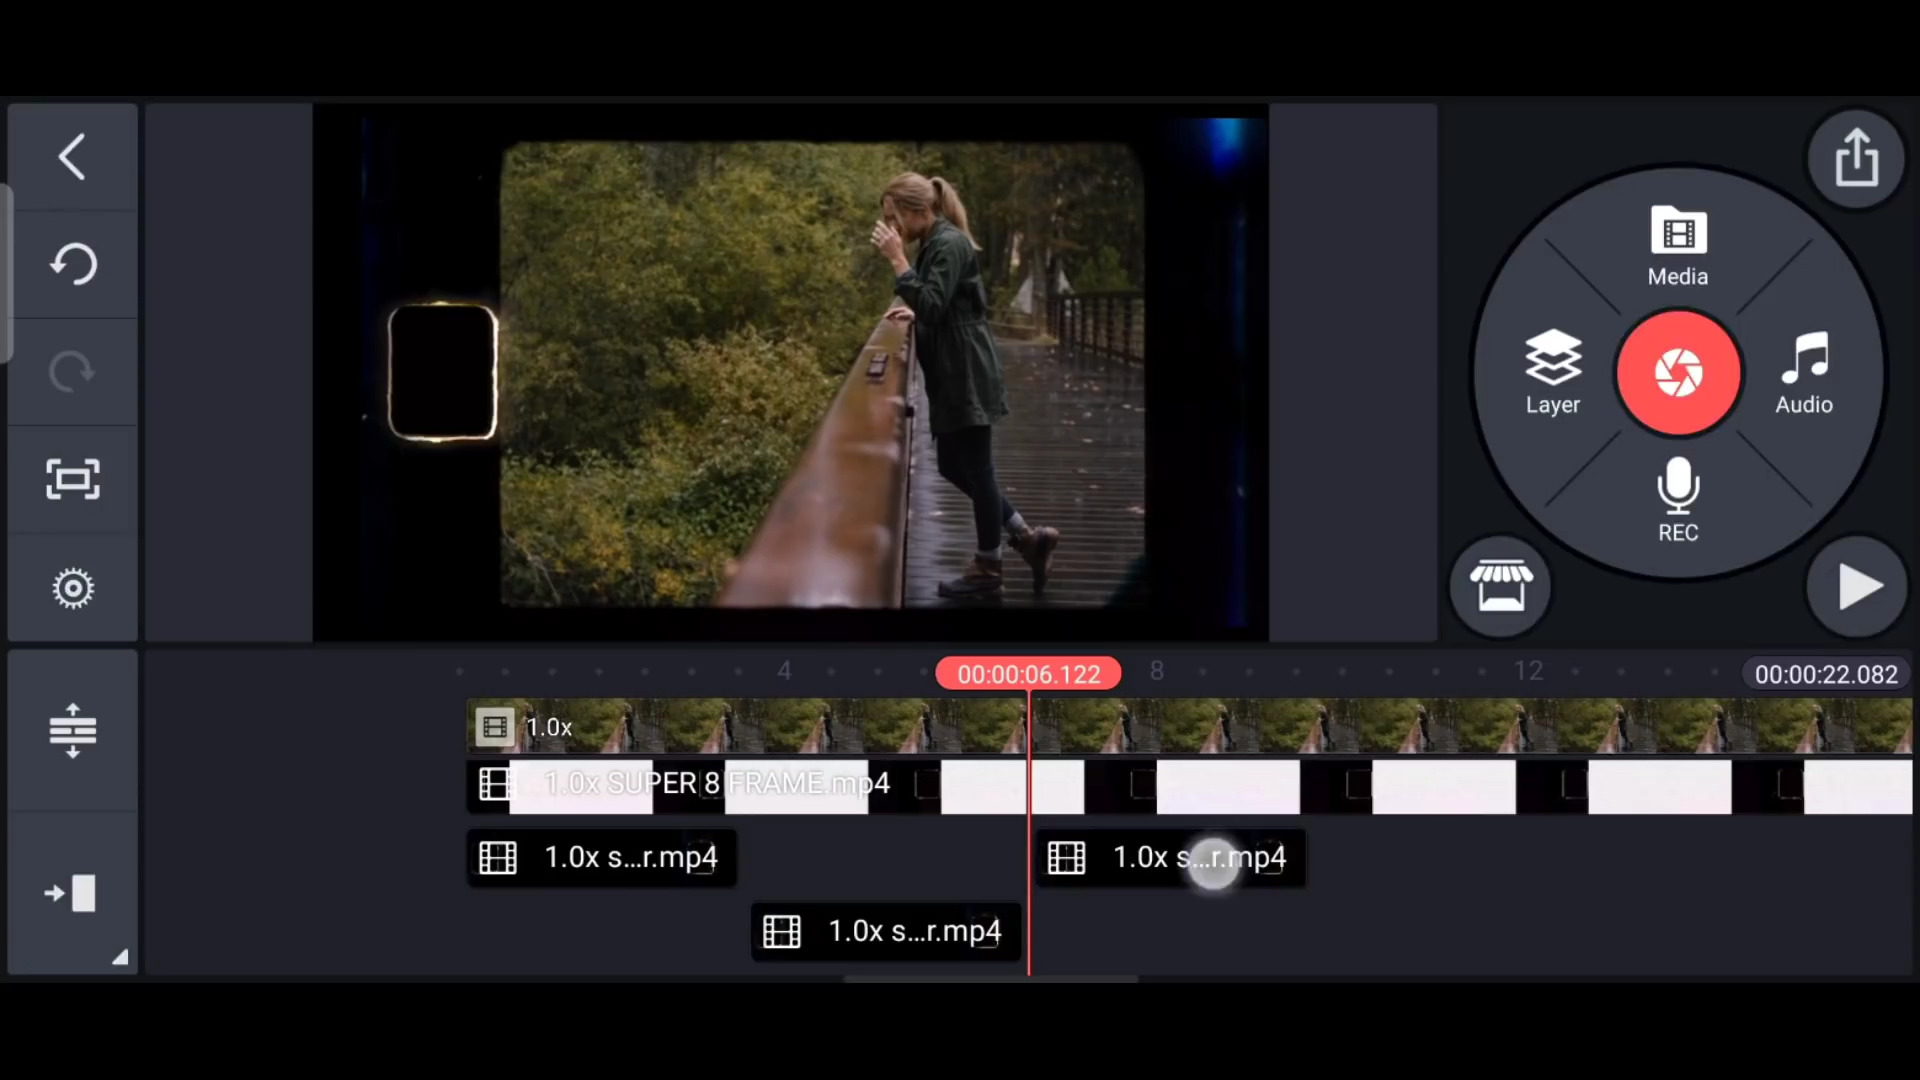 Media
Layer
Audio
REC
4
00:00:06.122
8
12
00:00:22.082
1.0x
1.0x SUPER 8 FRAME.mp4
1.0x s...r.mp4
1.0x s...r.mp4
1.0x s...r.mp4